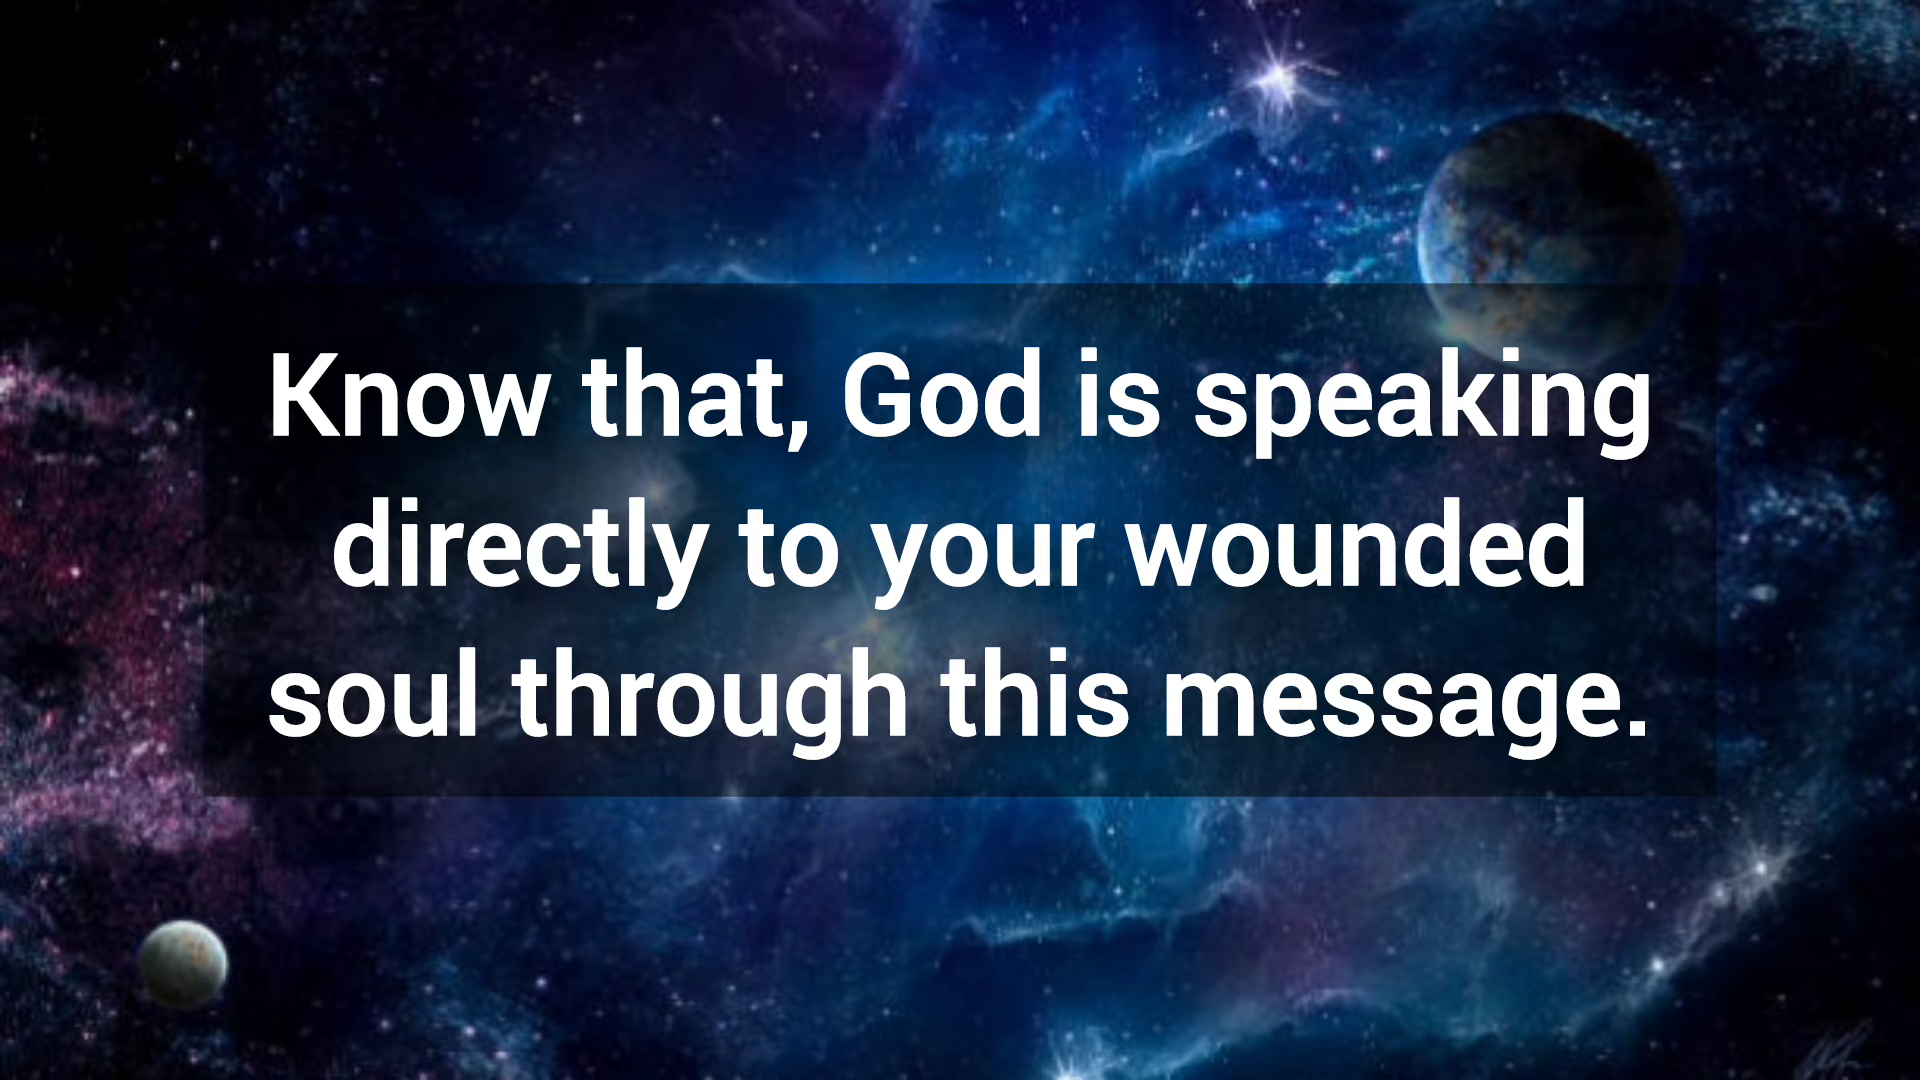 Know that, God is speaking
directly to your wounded
soul through this message.